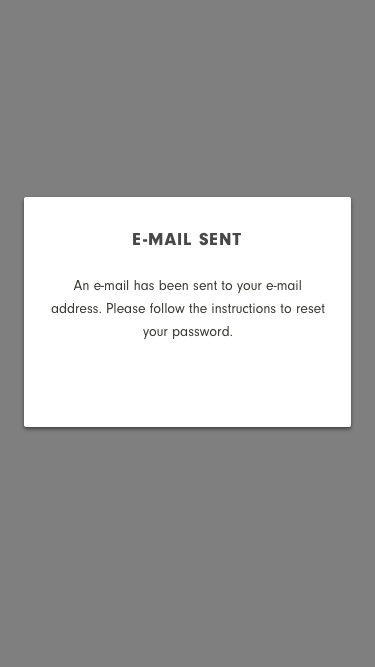 E-MAIL SENT
An e-mail has been sent to your e-mail
address. Please follow the instructions to reset
your password.